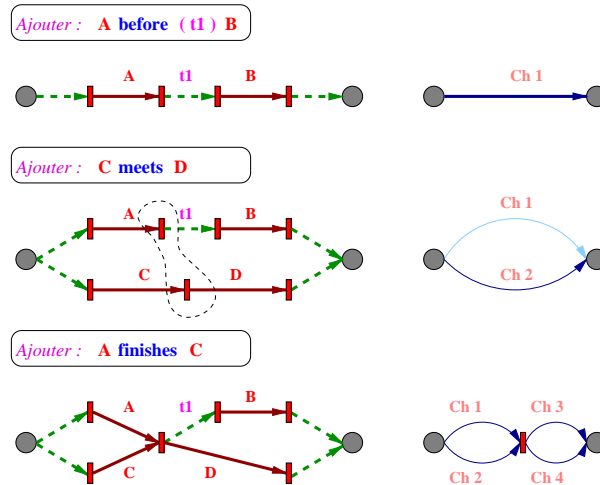 Ajouter : A before ( t1 ) B
A t1 B
Ch 1
Ajouter : C meets D
A t1 B
Ch 1
C D
Ch 2
Ajouter : A finishes C
A t1 B
Ch 1 Ch 3
C D
Ch 2 Ch 4